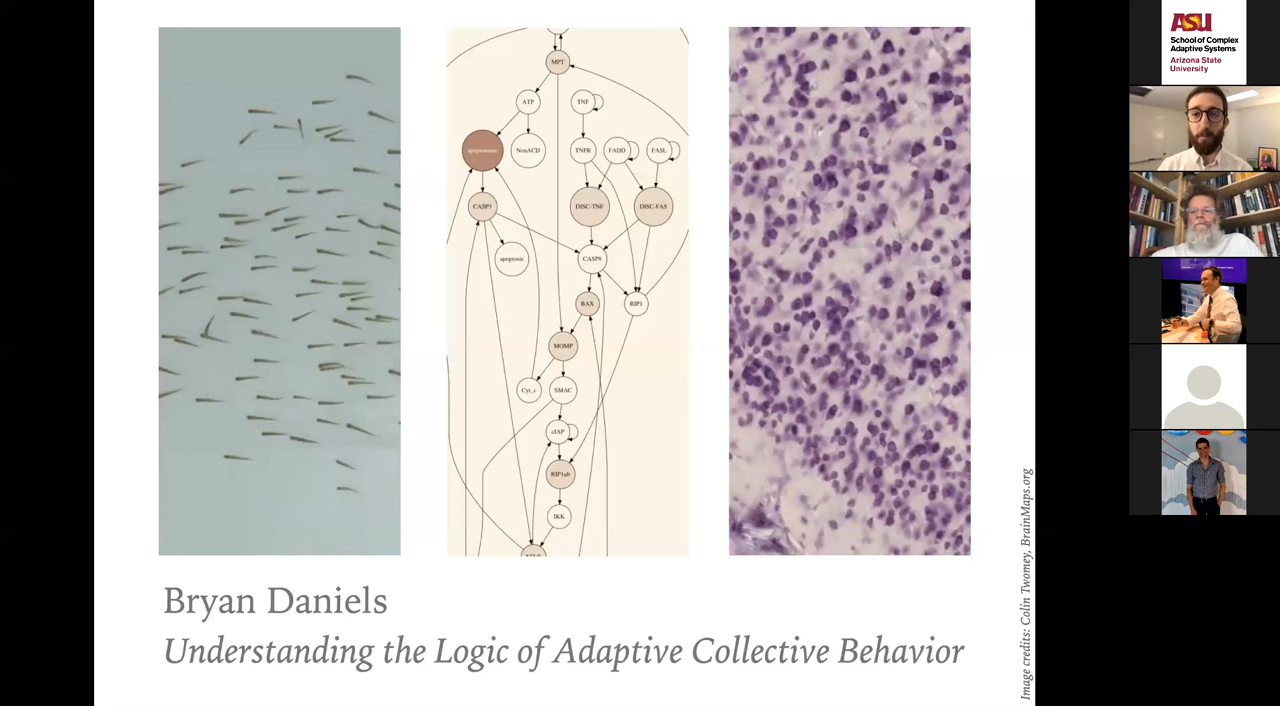 MPT
ATP
TNF
apoptosome
NonACD
TNFR
FADD
FASL
CASP3
DISC-TNF
DISC-FAS
apoptosis
CASP8
BAX
RIP1
MOMP
Cyt_c
SMAC
cIAP
RIP1ub
IKK
Bryan Daniels
Understanding the Logic of Adaptive Collective Behavior
Image credits: Colin Twomey, BrainMaps.org
ASU
School of Complex
Adaptive Systems
Arizona State
University